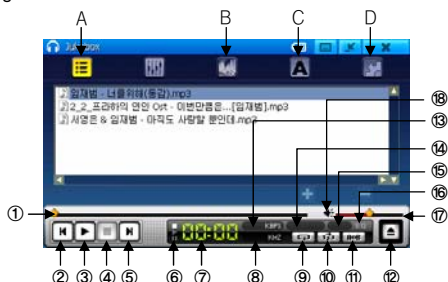 A B C D
Jukebox
A
임재범 - 너를위해(동감).mp3
2_2_프라하의 연인 Ost - 이번만큼은...[임재범].mp3
서영은 & 임재범 - 아직도 사랑할 분인데.mp3
⑱
⑬
⑭
⑮
⑯
① ⑰
00:00 KBPS
KHZ
② ③ ④ ⑤ ⑥ ⑦ ⑧ ⑨ ⑩ ⑪ ⑫